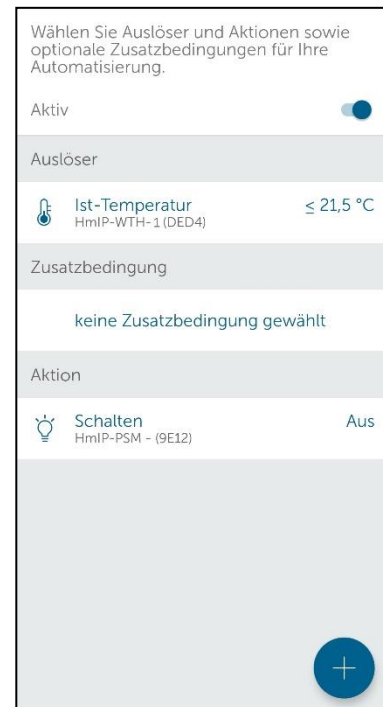 Wählen Sie Auslöser und Aktionen sowie
optionale Zusatzbedingungen für Ihre
Automatisierung.
Aktiv
Auslöser
Ist-Temperatur ≤ 21,5 °C
HmIP-WTH-1 (DED4)
Zusatzbedingung
keine Zusatzbedingung gewählt
Aktion
Schalten Aus
HmIP-PSM - (9E12)